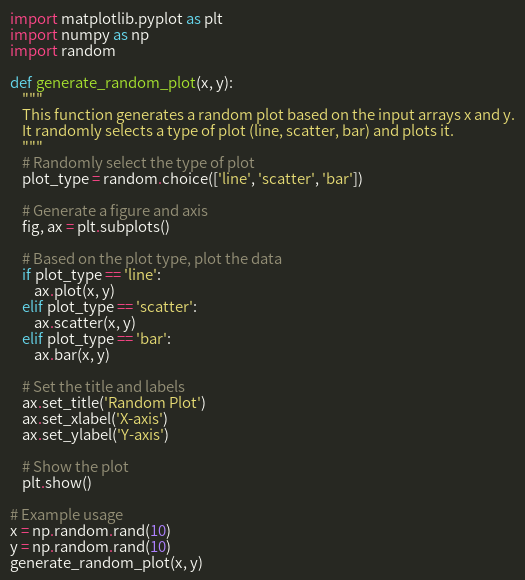 import matplotlib.pyplot as plt
import numpy as np
import random

def generate_random_plot(x, y):
    """
    This function generates a random plot based on the input arrays x and y.
    It randomly selects a type of plot (line, scatter, bar) and plots it.
    """
    # Randomly select the type of plot
    plot_type = random.choice(['line', 'scatter', 'bar'])

    # Generate a figure and axis
    fig, ax = plt.subplots()

    # Based on the plot type, plot the data
    if plot_type == 'line':
        ax.plot(x, y)
    elif plot_type == 'scatter':
        ax.scatter(x, y)
    elif plot_type == 'bar':
        ax.bar(x, y)

    # Set the title and labels
    ax.set_title('Random Plot')
    ax.set_xlabel('X-axis')
    ax.set_ylabel('Y-axis')

    # Show the plot
    plt.show()

# Example usage
x = np.random.rand(10)
y = np.random.rand(10)
generate_random_plot(x, y)